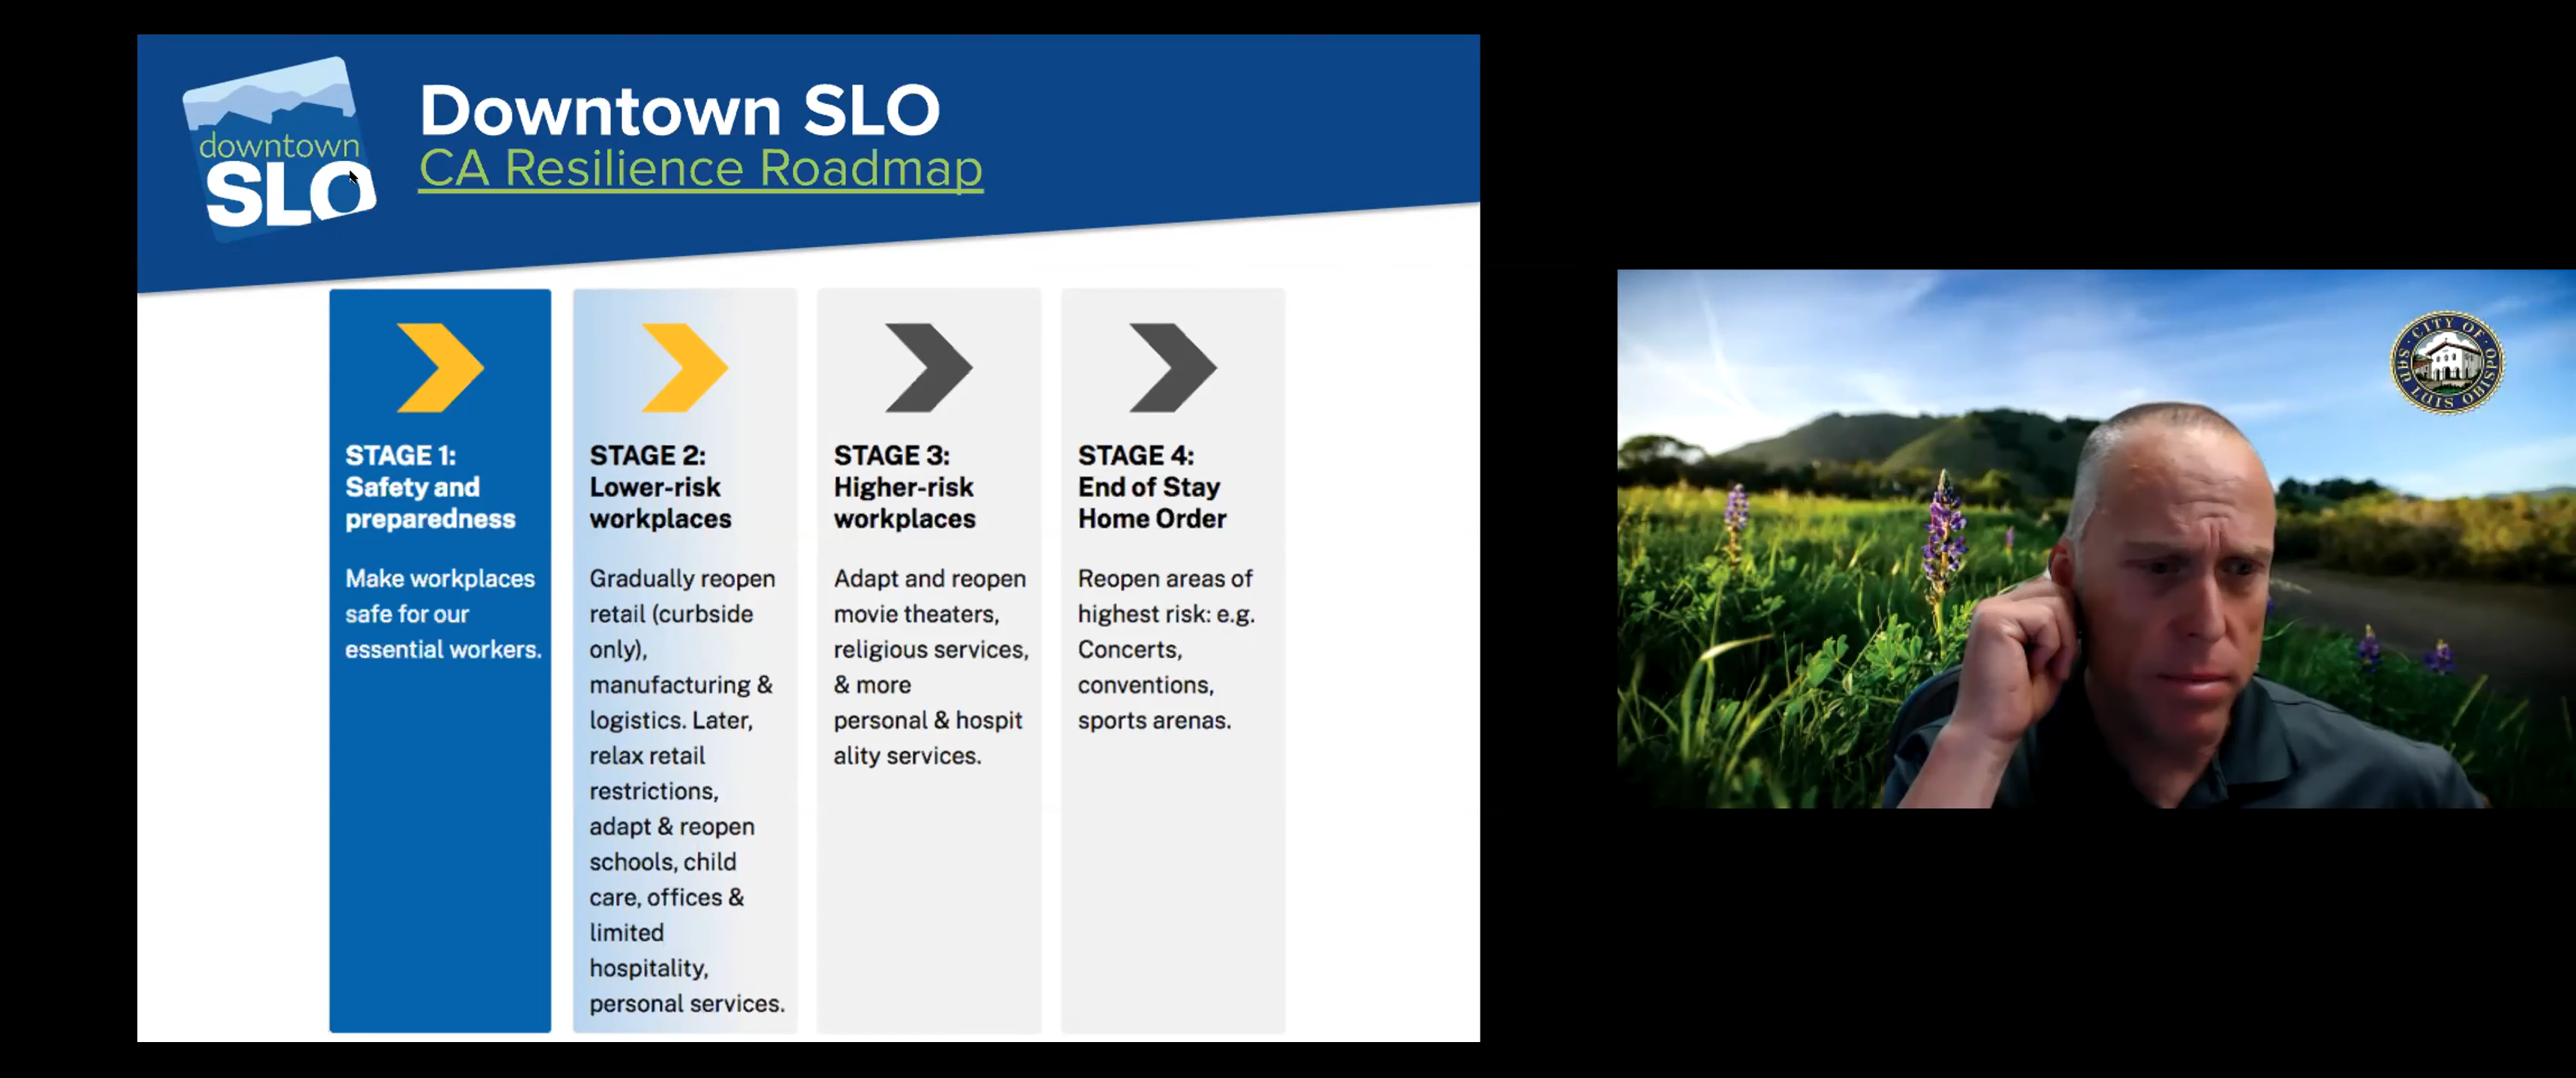 downtown
SLO
Downtown SLO
CA Resilience Roadmap
STAGE 1:
Safety and
preparedness
Make workplaces
safe for our
essential workers.
STAGE 2:
Lower-risk
workplaces
Gradually reopen
retail (curbside
only),
manufacturing &
logistics. Later,
relax retail
restrictions,
adapt & reopen
schools, child
care, offices &
limited
hospitality,
personal services.
STAGE 3:
Higher-risk
workplaces
Adapt and reopen
movie theaters,
religious services,
& more
personal & hospit
ality services.
STAGE 4:
End of Stay
Home Order
Reopen areas of
highest risk: e.g.
Concerts,
conventions,
sports arenas.
CITY OF
SAN LUIS OBISPO